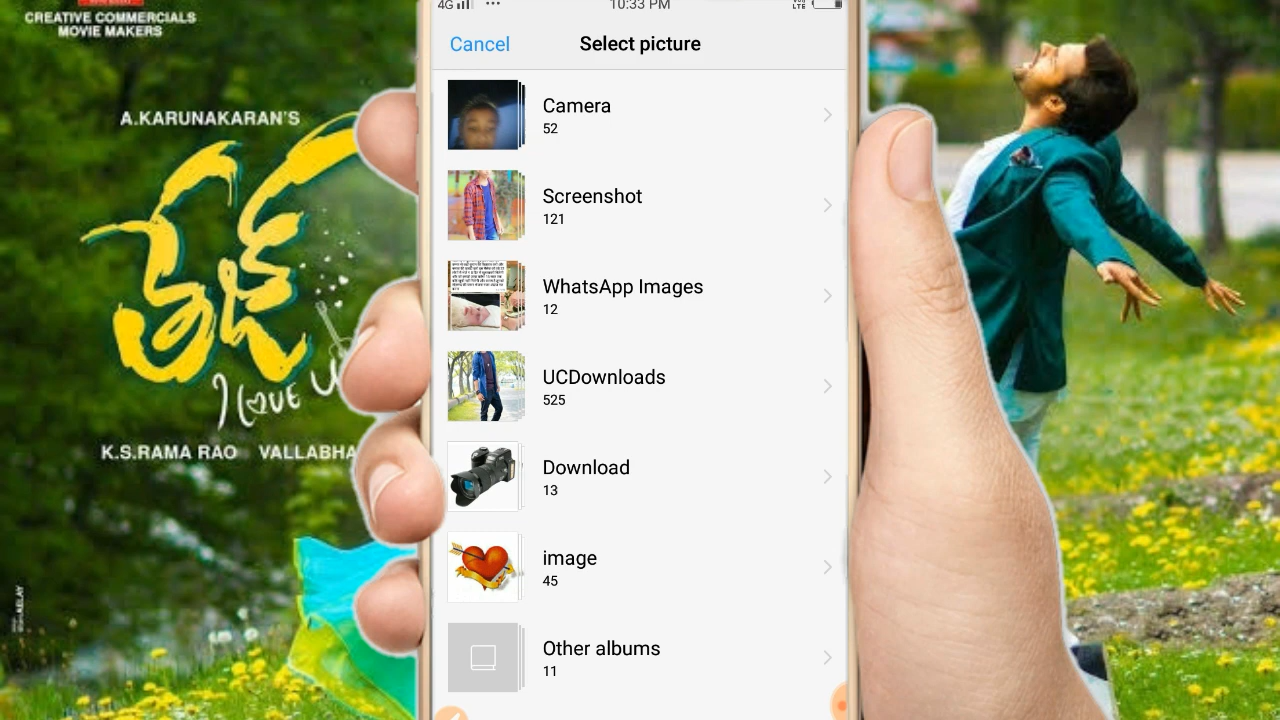 CREATIVE COMMERCIALS
MOVIE MAKERS
A.KARUNAKARAN'S
తేజ్
I LOVE U
K.S.RAMA RAO VALLABHA
4G
10:33 PM
Cancel
Select picture
Camera
52
Screenshot
121
WhatsApp Images
12
UCDownloads
525
Download
13
image
45
Other albums
11